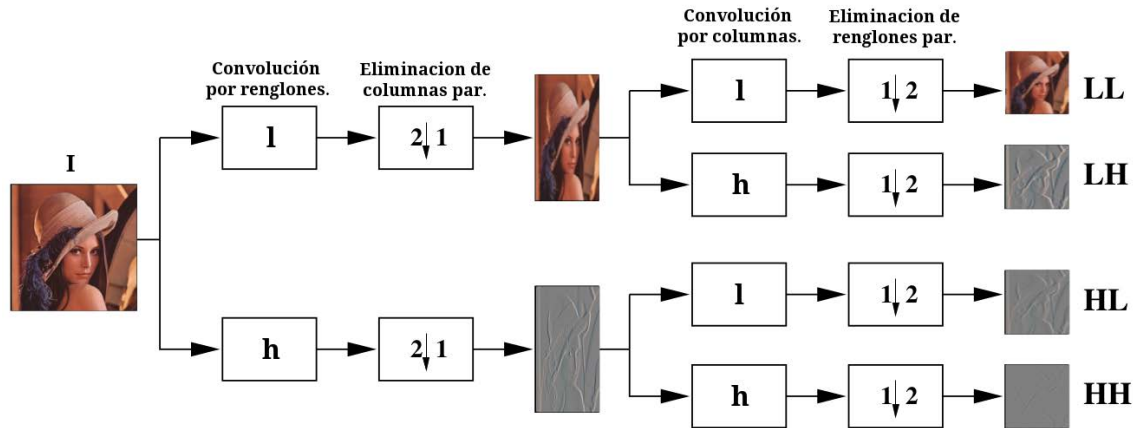 Convolución
por renglones.
Eliminacion de
columnas par.
Convolución
por columnas.
Eliminacion de
renglones par.
I
l
2↓1
h
2↓1
l
1↓2
LL
h
1↓2
LH
l
1↓2
HL
h
1↓2
HH